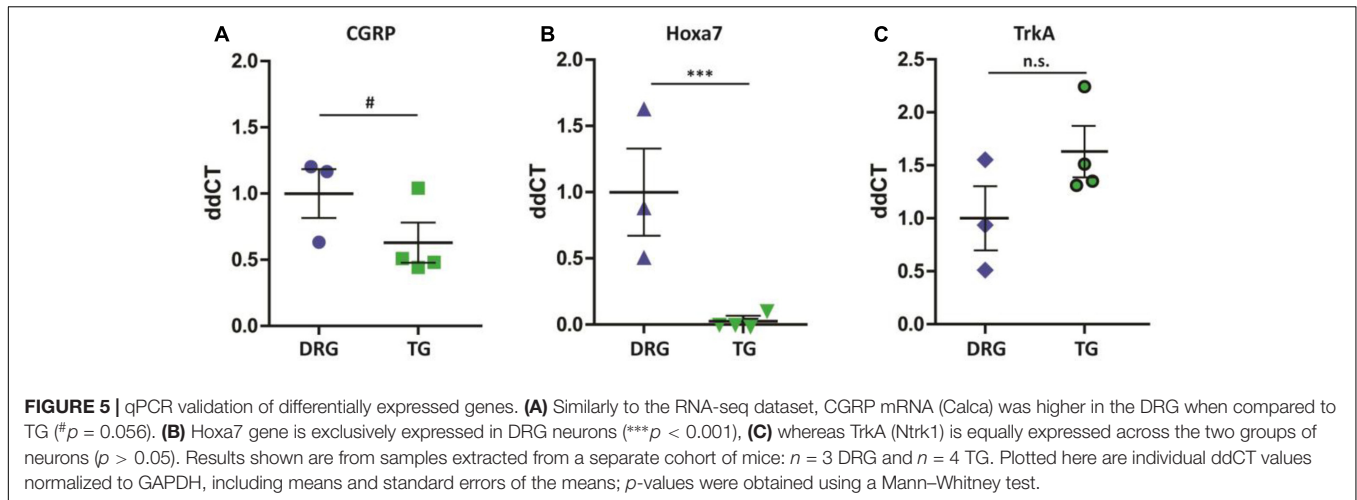 A CGRP
B Hoxa7
C TrkA
2.0
1.5
1.0
0.5
0.0
ddCT
#
DRG TG
2.0
1.5
1.0
0.5
0.0
ddCT
***
DRG TG
2.5
2.0
1.5
1.0
0.5
0.0
ddCT
n.s.
DRG TG
FIGURE 5 | qPCR validation of differentially expressed genes. (A) Similarly to the RNA-seq dataset, CGRP mRNA (Calca) was higher in the DRG when compared to
TG (#p = 0.056). (B) Hoxa7 gene is exclusively expressed in DRG neurons (***p < 0.001), (C) whereas TrkA (Ntrk1) is equally expressed across the two groups of
neurons (p > 0.05). Results shown are from samples extracted from a separate cohort of mice: n = 3 DRG and n = 4 TG. Plotted here are individual ddCT values
normalized to GAPDH, including means and standard errors of the means; p-values were obtained using a Mann–Whitney test.